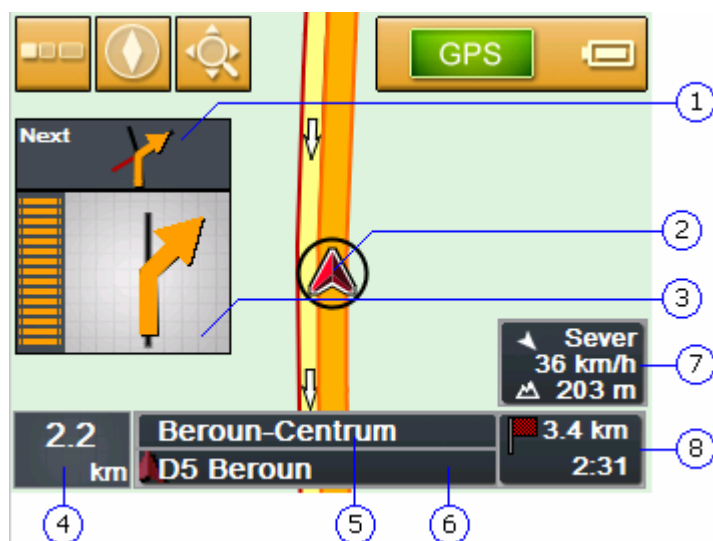 GPS
1
Next
2
3
Sever
36 km/h
7
203 m
2.2
km
Beroun-Centrum
3.4 km
8
D5 Beroun
2:31
4
5
6